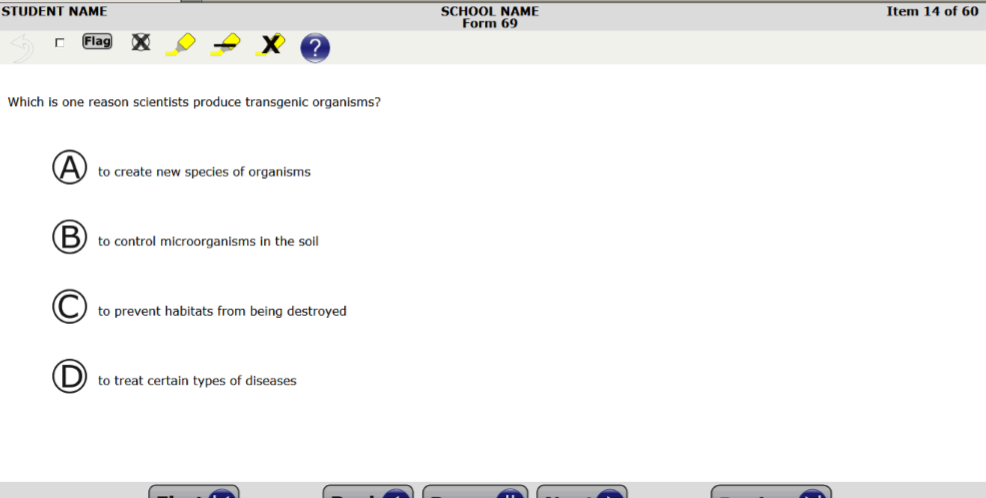 STUDENT NAME
SCHOOL NAME
Form 69
Item 14 of 60
Flag
X
?
Which is one reason scientists produce transgenic organisms?
A to create new species of organisms
B to control microorganisms in the soil
C to prevent habitats from being destroyed
D to treat certain types of diseases